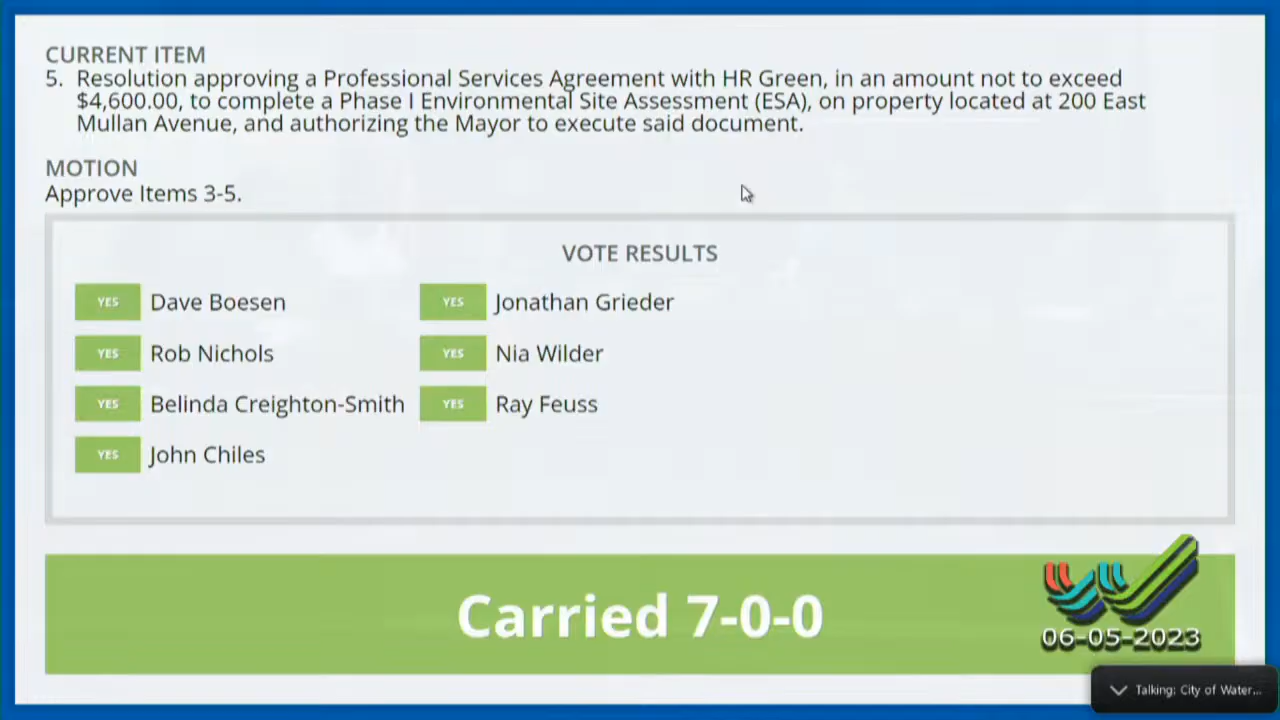 CURRENT ITEM
5. Resolution approving a Professional Services Agreement with HR Green, in an amount not to exceed
$4,600.00, to complete a Phase I Environmental Site Assessment (ESA), on property located at 200 East
Mullan Avenue, and authorizing the Mayor to execute said document.
MOTION
Approve Items 3-5.
VOTE RESULTS
YES Dave Boesen
YES Rob Nichols
YES Belinda Creighton-Smith
YES John Chiles
YES Jonathan Grieder
YES Nia Wilder
YES Ray Feuss
Carried 7-0-0
06-05-2023
Talking: City of Water...